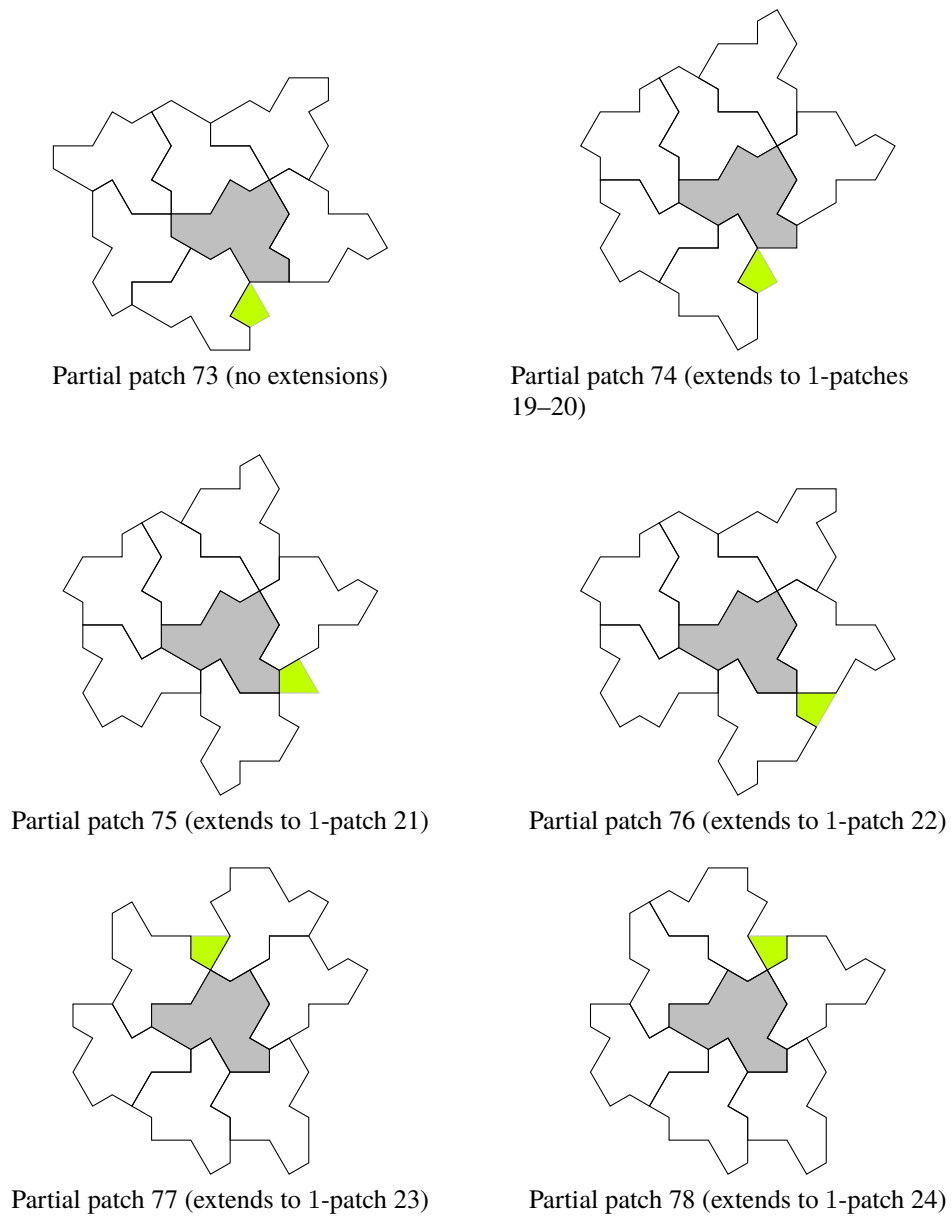 Partial patch 73 (no extensions)
Partial patch 74 (extends to 1-patches
19–20)
Partial patch 75 (extends to 1-patch 21)
Partial patch 76 (extends to 1-patch 22)
Partial patch 77 (extends to 1-patch 23)
Partial patch 78 (extends to 1-patch 24)